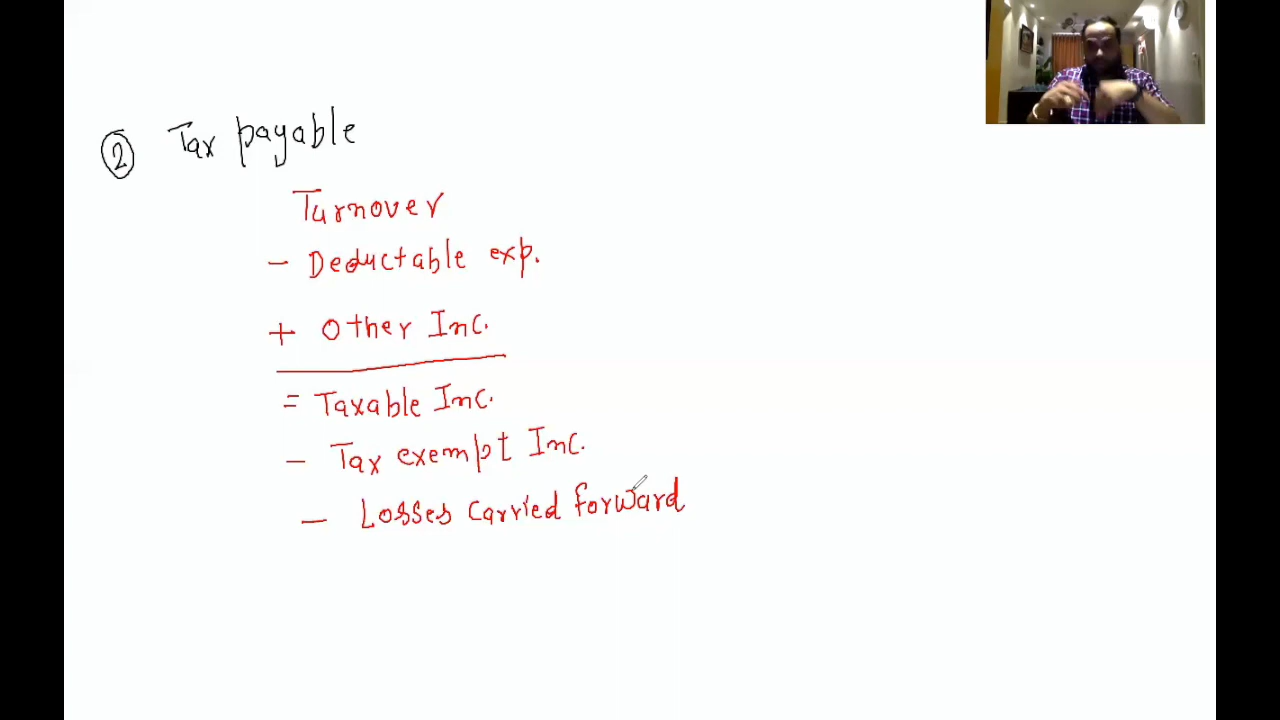 ② Tax payable
Turnover
- Deductable exp.
+ Other Inc.
= Taxable Inc.
- Tax exempt Inc.
- Losses Carried forward